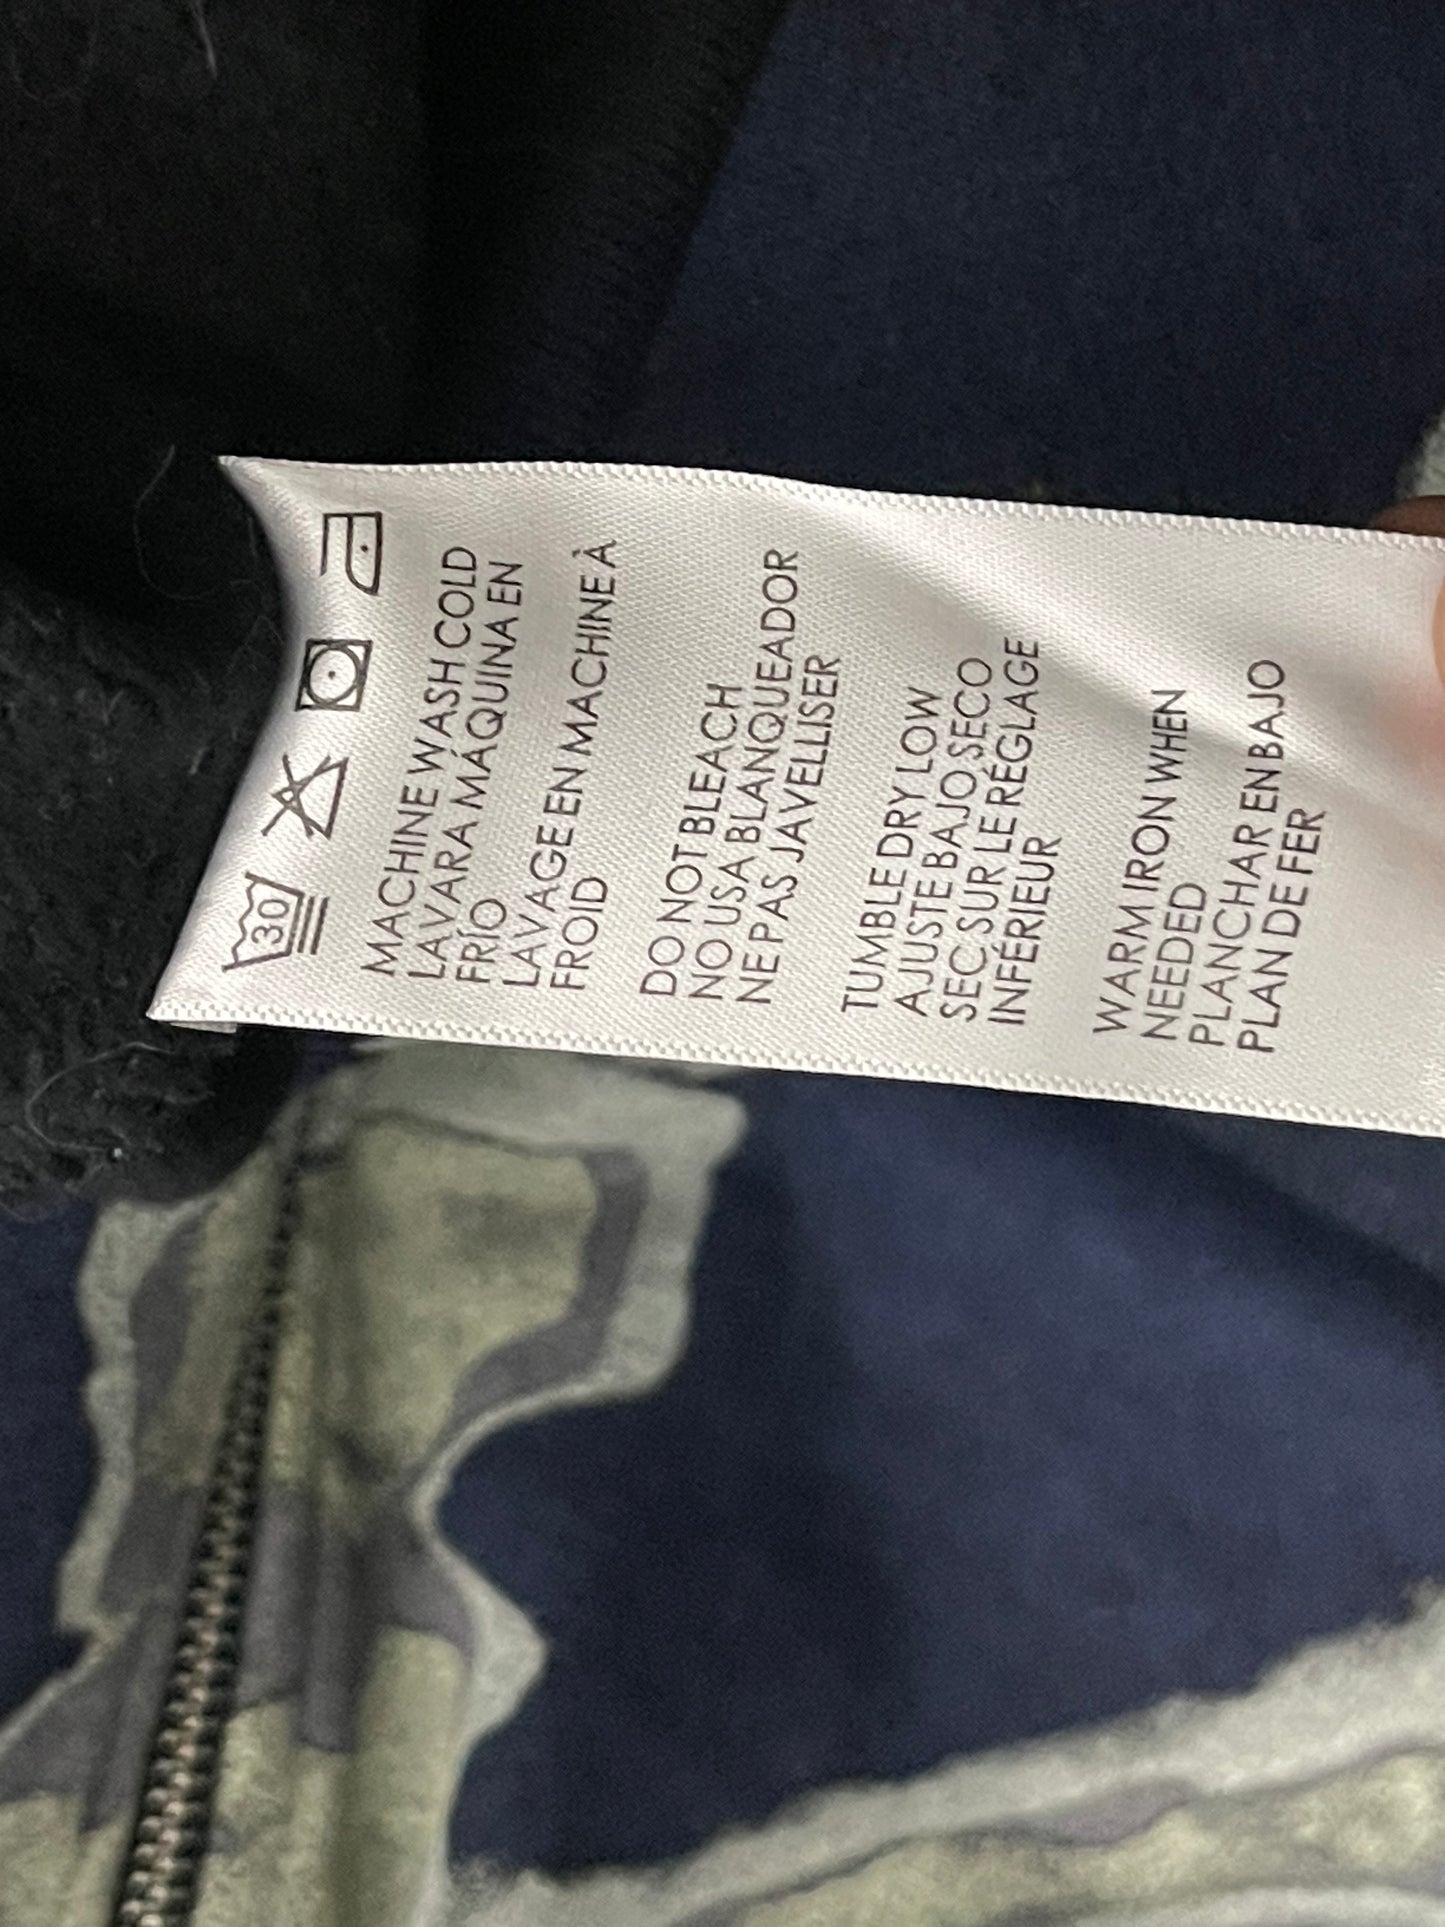 30
MACHINE WASH COLD
LAVARA MÁQUINA EN
FRÍO
LAVAGE EN MACHINE À
FROID
DO NOT BLEACH
NO USA BLANQUEADOR
NE PAS JAVELLISER
TUMBLE DRY LOW
AJUSTE BAJO SECO
SEC SUR LE RÉGLAGE
INFÉRIEUR
WARM IRON WHEN
NEEDED
PLANCHAR EN BAJO
PLAN DE FER